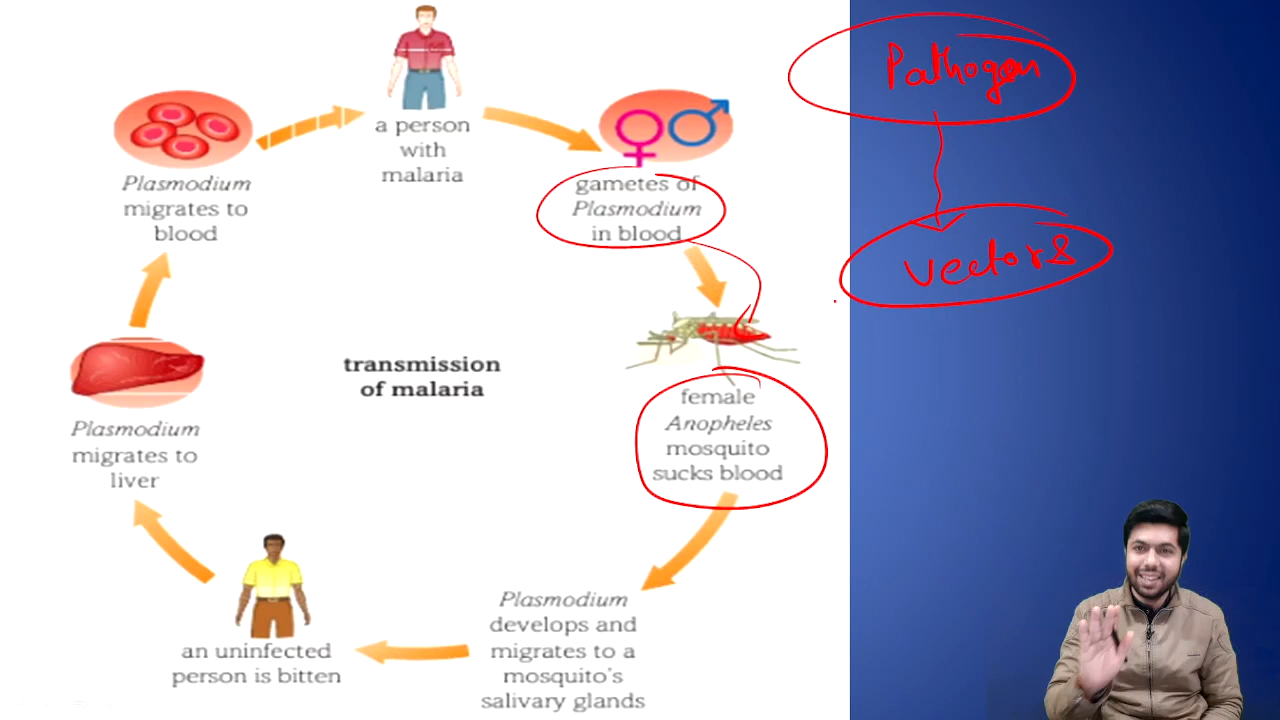 a person
with
malaria
gametes of
Plasmodium
in blood
female
Anopheles
mosquito
sucks blood
Plasmodium
develops and
migrates to a
mosquito's
salivary glands
an uninfected
person is bitten
Plasmodium
migrates to
liver
Plasmodium
migrates to
blood
transmission
of malaria
Pathogen
vectors